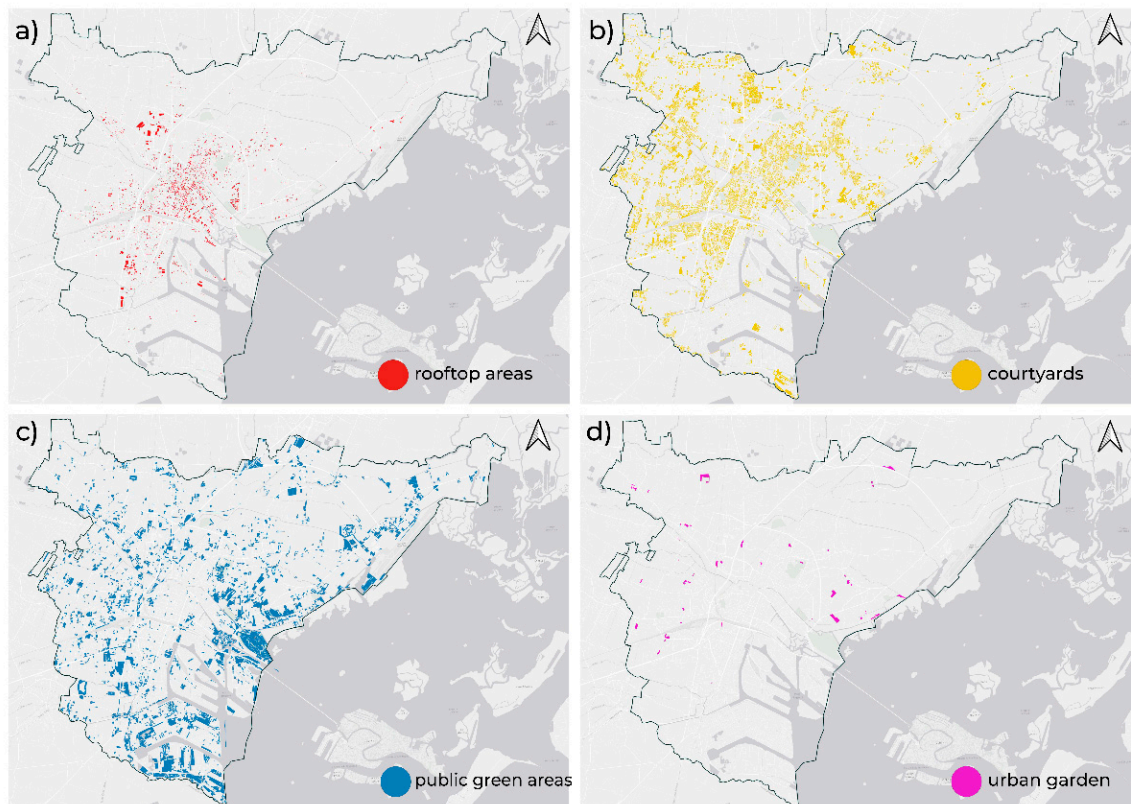 a)
b)
rooftop areas
courtyards
c)
d)
public green areas
urban garden